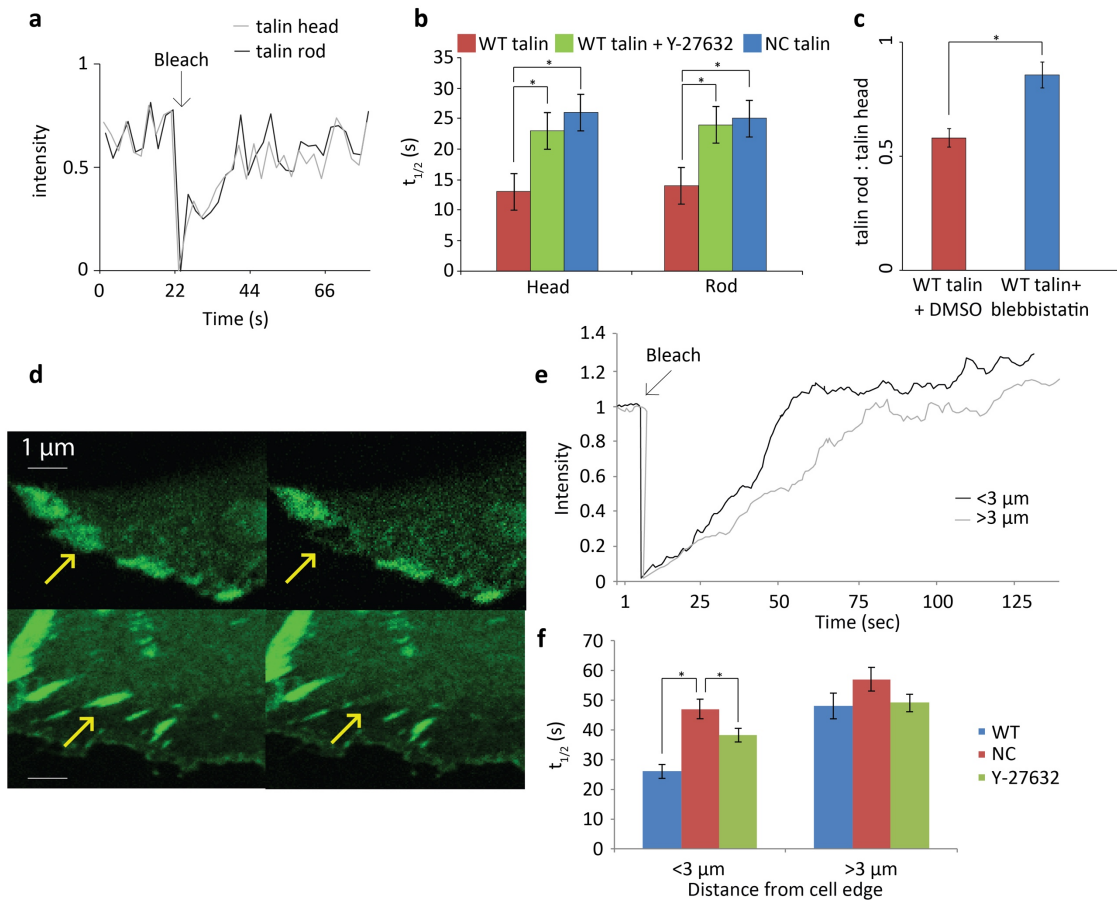 a
talin head
talin rod
Bleach
1
0.5
0
intensity
0 22 44 66
Time (s)
b
WT talin WT talin + Y-27632 NC talin
35
30
25
20
15
10
5
0
t1/2 (s)
* * * *
Head Rod
c
1
0.5
0
talin rod : talin head
*
WT talin + DMSO
WT talin+ blebbistatin
d
1 μm
e
Bleach
1.4
1.2
1
0.8
0.6
0.4
0.2
0
Intensity
<3 μm
>3 μm
1 25 50 75 100 125
Time (sec)
f
70
60
50
40
30
20
10
0
t1/2 (s)
* *
WT
NC
Y-27632
<3 μm >3 μm
Distance from cell edge